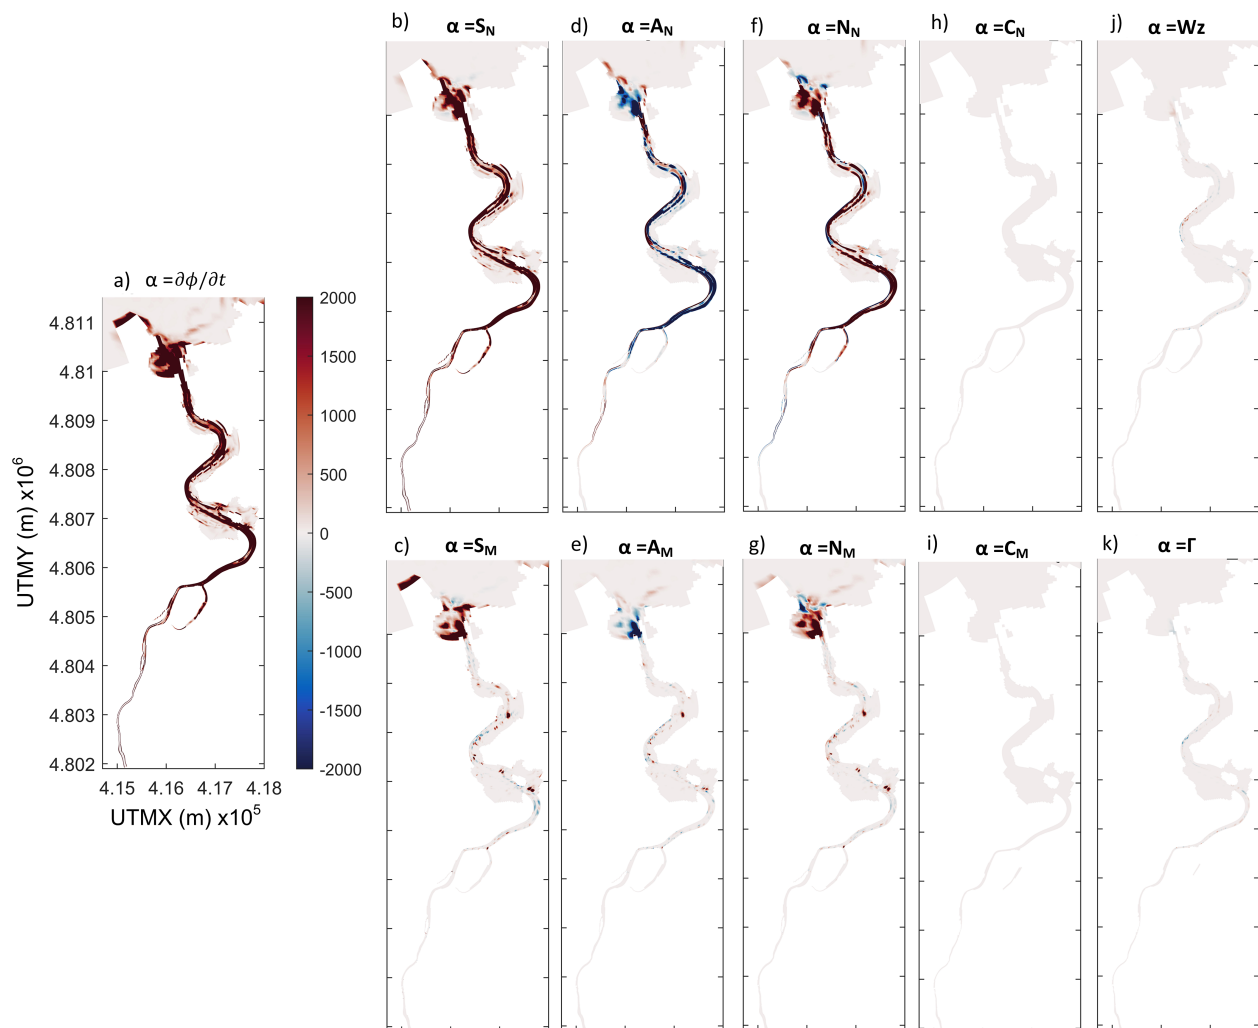 b) α =S_N
d) α =A_N
f) α =N_N
h) α =C_N
j) α =Wz
a) α =∂ϕ/∂t
2000
1500
1000
500
0
-500
-1000
-1500
-2000
4.811
4.81
4.809
4.808
4.807
4.806
4.805
4.804
4.803
4.802
UTMY (m) x10^6
4.15 4.16 4.17 4.18
UTMX (m) x10^5
c) α =S_M
e) α =A_M
g) α =N_M
i) α =C_M
k) α =Γ